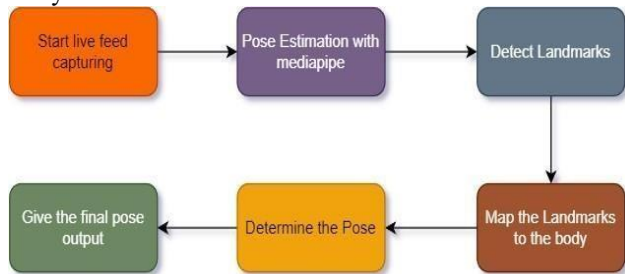 Start live feed
capturing
Pose Estimation with
mediapipe
Detect Landmarks
Map the Landmarks
to the body
Determine the Pose
Give the final pose
output